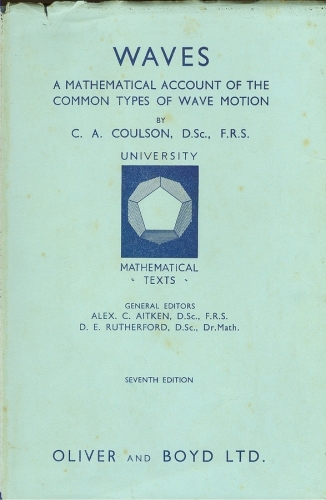 WAVES
A MATHEMATICAL ACCOUNT OF THE
COMMON TYPES OF WAVE MOTION
BY
C. A. COULSON, D.Sc., F.R.S.
UNIVERSITY
MATHEMATICAL
TEXTS
GENERAL EDITORS
ALEX. C. AITKEN, D.Sc., F.R.S.
D. E. RUTHERFORD, D.Sc., Dr.Math.
SEVENTH EDITION
OLIVER AND BOYD LTD.